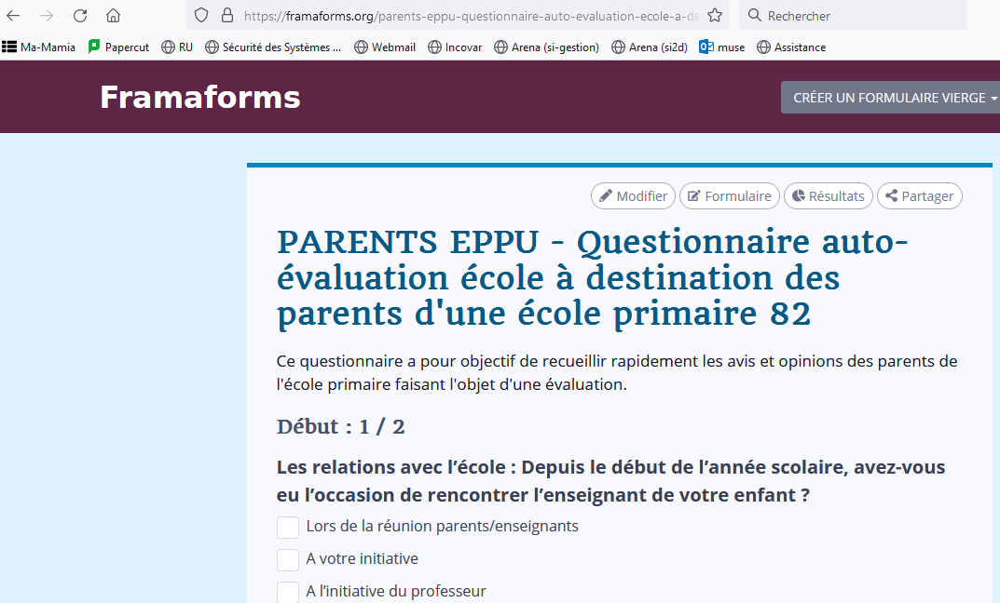 https://framaforms.org/parents-eppu-questionnaire-auto-evaluation-ecole-a-de
Rechercher
Ma-Mamia Papercut RU Sécurité des Systèmes ... Webmail Incovar Arena (si-gestion) Arena (si2d) muse Assistance
Framaforms
CRÉER UN FORMULAIRE VIERGE
Modifier Formulaire Résultats Partager
PARENTS EPPU - Questionnaire auto-
évaluation école à destination des
parents d'une école primaire 82
Ce questionnaire a pour objectif de recueillir rapidement les avis et opinions des parents de
l'école primaire faisant l'objet d'une évaluation.
Début : 1 / 2
Les relations avec l’école : Depuis le début de l’année scolaire, avez-vous
eu l’occasion de rencontrer l’enseignant de votre enfant ?
Lors de la réunion parents/enseignants
A votre initiative
A l’initiative du professeur